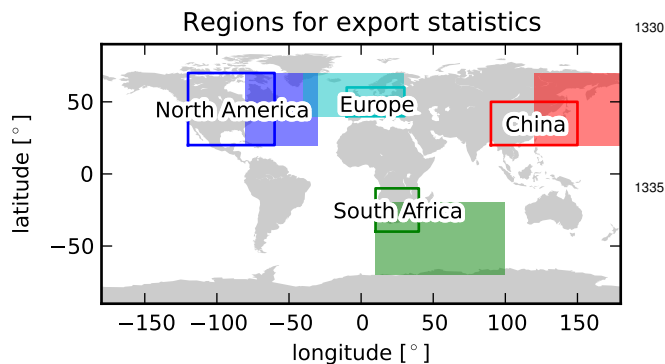 Regions for export statistics
1330
50
0
−50
latitude [°]
North America
Europe
China
South Africa
1335
−150 −100 −50 0 50 100 150
longitude [°]